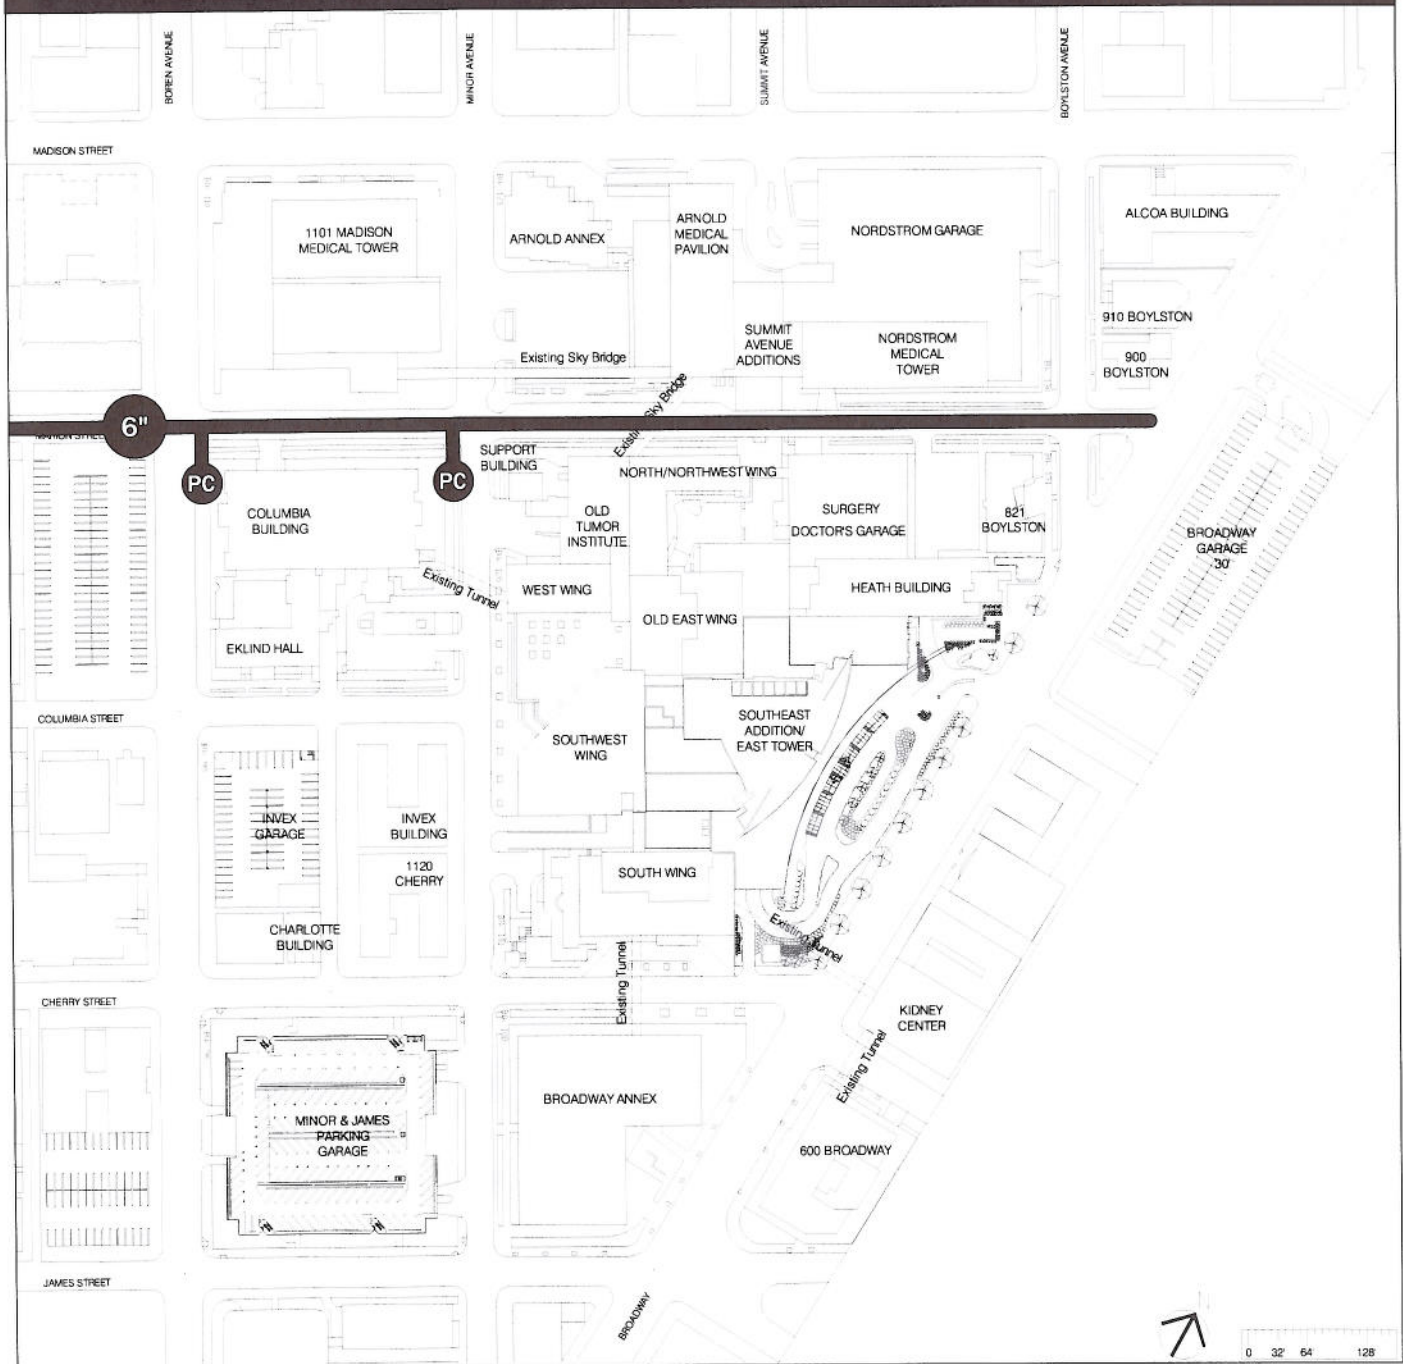 BOREN AVENUE
MINOR AVENUE
SUMMIT AVENUE
BOYLSTON AVENUE
MADISON STREET
1101 MADISON
MEDICAL TOWER
ARNOLD ANNEX
ARNOLD
MEDICAL
PAVILION
NORDSTROM GARAGE
ALCOA BUILDING
910 BOYLSTON
900
BOYLSTON
SUMMIT
AVENUE
ADDITIONS
NORDSTROM
MEDICAL
TOWER
Existing Sky Bridge
Existing Sky Bridge
6"
MARION STREET
PC
PC
SUPPORT
BUILDING
NORTH/NORTHWEST WING
COLUMBIA
BUILDING
OLD
TUMOR
INSTITUTE
SURGERY
DOCTOR'S GARAGE
821
BOYLSTON
BROADWAY
GARAGE
30'
Existing Tunnel
WEST WING
HEATH BUILDING
OLD EAST WING
EKLIND HALL
COLUMBIA STREET
SOUTHWEST
WING
SOUTHEAST
ADDITION/
EAST TOWER
INVEX
GARAGE
INVEX
BUILDING
1120
CHERRY
SOUTH WING
CHARLOTTE
BUILDING
Existing Tunnel
Existing Tunnel
CHERRY STREET
KIDNEY
CENTER
Existing Tunnel
BROADWAY ANNEX
MINOR & JAMES
PARKING
GARAGE
600 BROADWAY
JAMES STREET
BROADWAY
0 32' 64' 128'